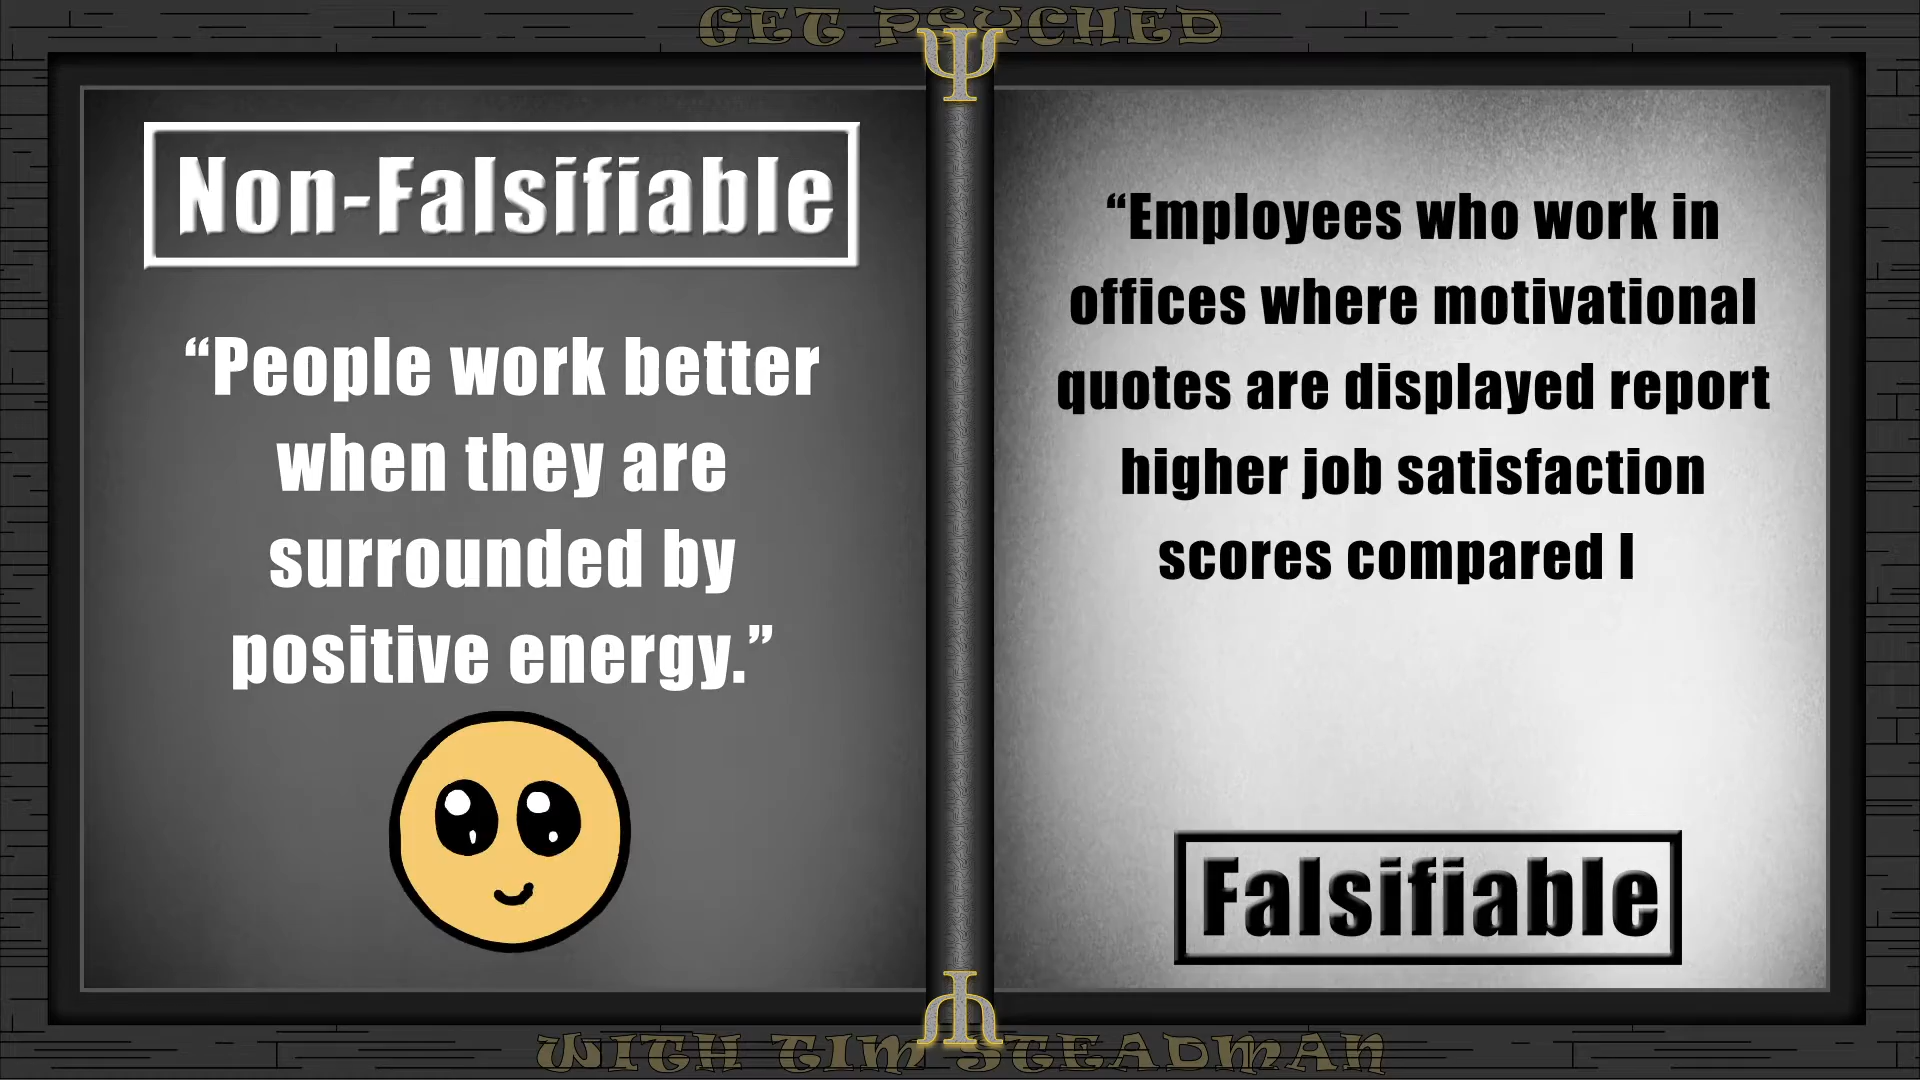 GET PSYCHED
Ψ
Non-Falsifiable
“People work better
when they are
surrounded by
positive energy.”
“Employees who work in
offices where motivational
quotes are displayed report
higher job satisfaction
scores compared I
Falsifiable
Ψ
WITH TIM STEADMAN